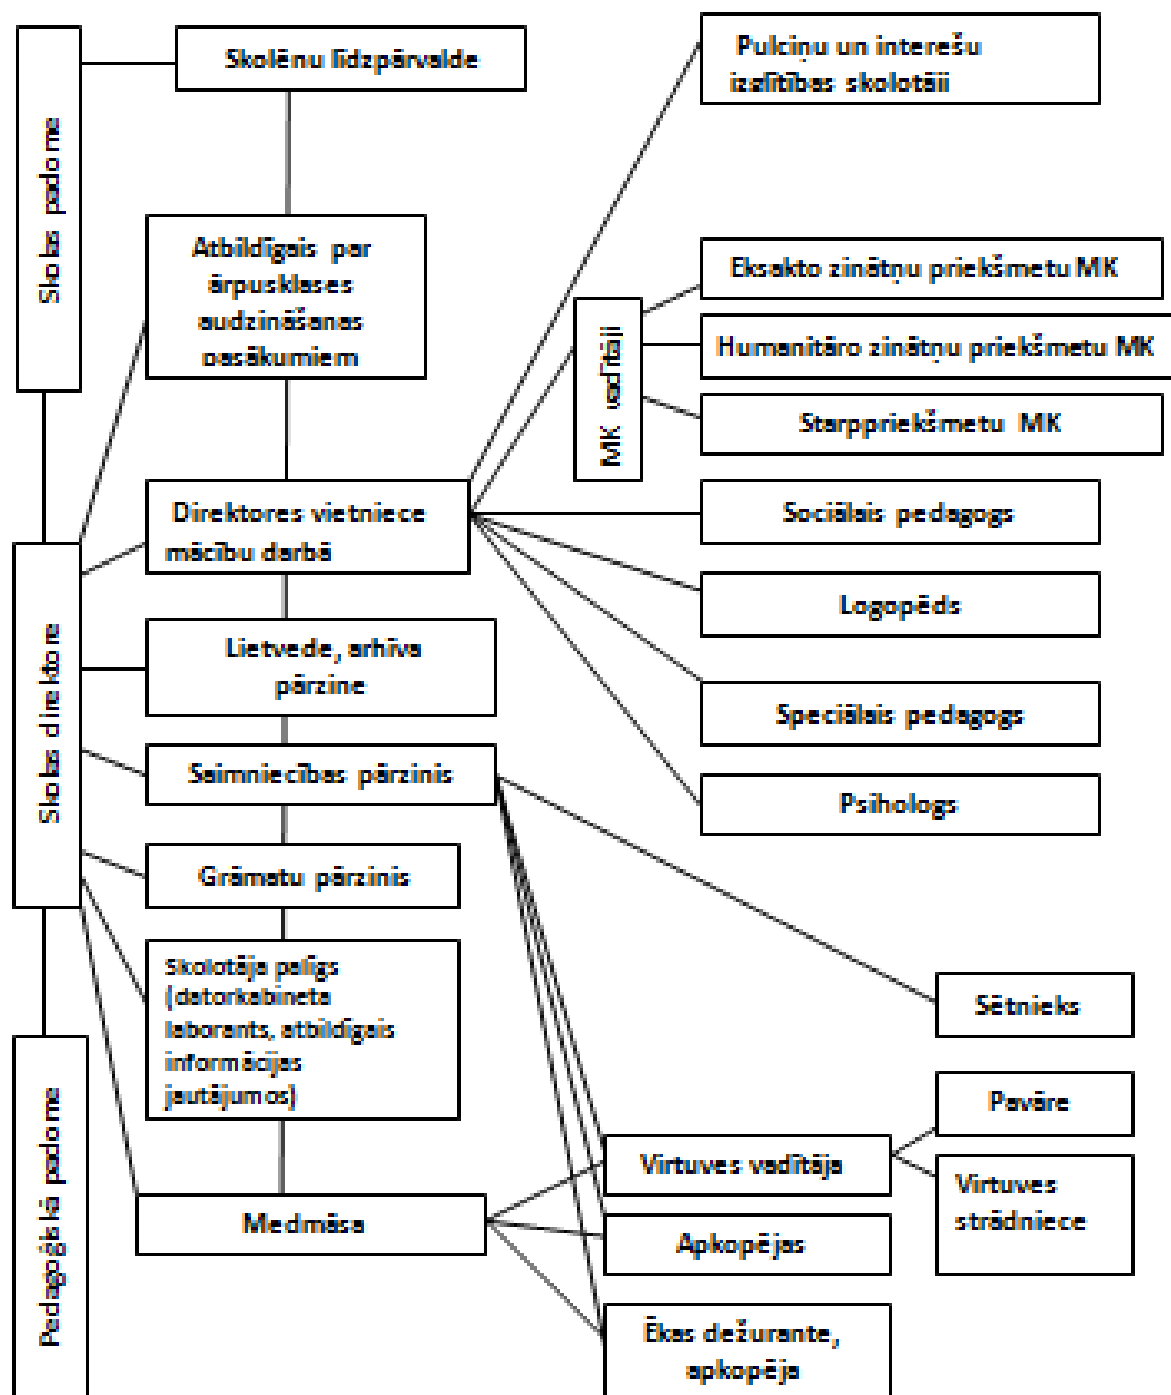 Skolas padome
Skolas direktore
Pedagoģiskā padome
Skolēnu līdzpārvalde
Atbildīgais par
ārpusklases
audzināšanas
pasākumiem
Direktores vietniece
mācību darbā
Lietvede, arhīva
pārzine
Saimniecības pārzinis
Grāmatu pārzinis
Skolotāja palīgs
(datorkabineta
laborants, atbildīgais
informācijas
jautājumos)
Medmāsa
Pulciņu un interešu
izglītības skolotāji
MK vadītāji
Eksakto zinātņu priekšmetu MK
Humanitāro zinātņu priekšmetu MK
Starppriekšmetu MK
Sociālais pedagogs
Logopēds
Speciālais pedagogs
Psihologs
Sētnieks
Virtuves vadītāja
Pavāre
Virtuves
strādniece
Apkopējas
Ēkas dežurante,
apkopēja